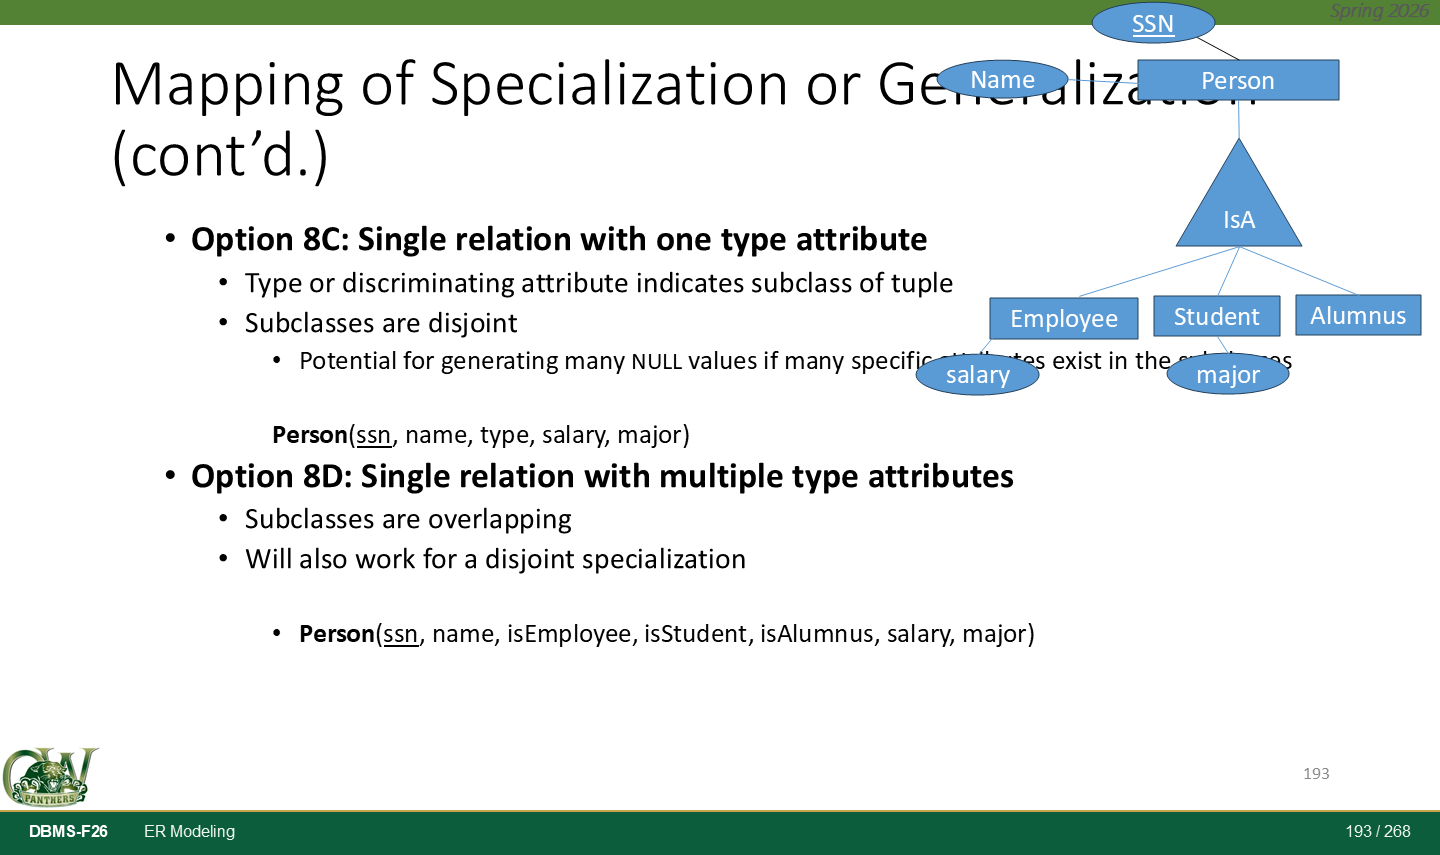 Spring 2026
SSN
Name
Person
Mapping of Specialization or Generalization
(cont’d.)
IsA
Employee
Student
Alumnus
salary
major
• Option 8C: Single relation with one type attribute
• Type or discriminating attribute indicates subclass of tuple
• Subclasses are disjoint
• Potential for generating many NULL values if many specific attributes exist in the subclasses
Person(ssn, name, type, salary, major)
• Option 8D: Single relation with multiple type attributes
• Subclasses are overlapping
• Will also work for a disjoint specialization
• Person(ssn, name, isEmployee, isStudent, isAlumnus, salary, major)
OW
PANTHERS
193
DBMS-F26
ER Modeling
193 / 268